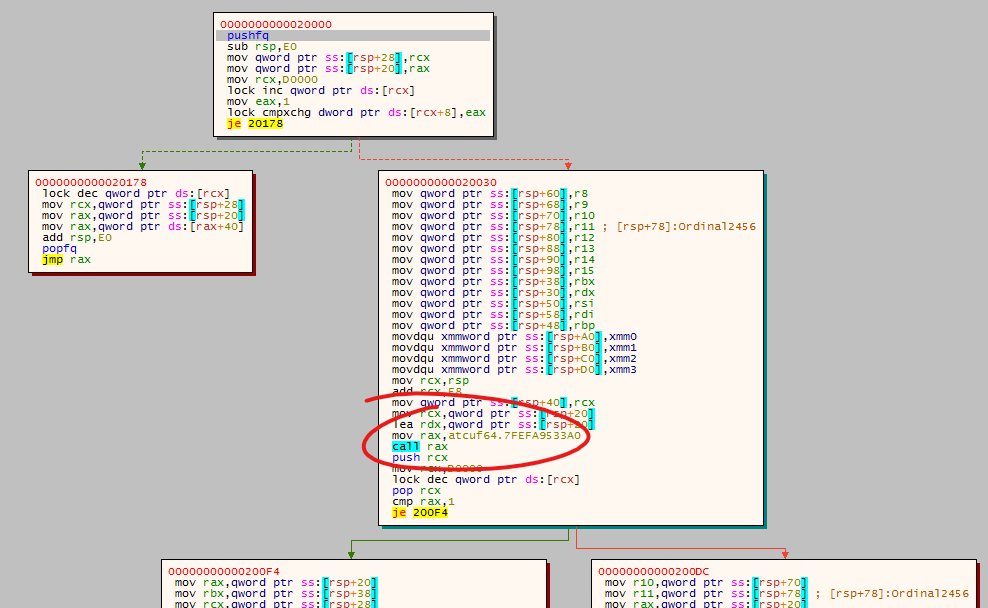 0000000000020000
pushfq
sub rsp,E0
mov qword ptr ss:[rsp+28],rcx
mov qword ptr ss:[rsp+20],rax
mov rcx,D0000
lock inc qword ptr ds:[rcx]
mov eax,1
lock cmpxchg dword ptr ds:[rcx+8],eax
je 20178
0000000000020178
lock dec qword ptr ds:[rcx]
mov rcx,qword ptr ss:[rsp+28]
mov rax,qword ptr ss:[rsp+20]
mov rax,qword ptr ds:[rax+40]
add rsp,E0
popfq
jmp rax
0000000000020030
mov qword ptr ss:[rsp+60],r8
mov qword ptr ss:[rsp+68],r9
mov qword ptr ss:[rsp+70],r10
mov qword ptr ss:[rsp+78],r11 ; [rsp+78]:Ordinal2456
mov qword ptr ss:[rsp+80],r12
mov qword ptr ss:[rsp+88],r13
mov qword ptr ss:[rsp+90],r14
mov qword ptr ss:[rsp+98],r15
mov qword ptr ss:[rsp+38],rbx
mov qword ptr ss:[rsp+30],rdx
mov qword ptr ss:[rsp+50],rsi
mov qword ptr ss:[rsp+58],rdi
mov qword ptr ss:[rsp+48],rbp
movdqu xmmword ptr ss:[rsp+A0],xmm0
movdqu xmmword ptr ss:[rsp+B0],xmm1
movdqu xmmword ptr ss:[rsp+C0],xmm2
movdqu xmmword ptr ss:[rsp+D0],xmm3
mov rcx,rsp
add rcx,E8
mov qword ptr ss:[rsp+40],rcx
mov rcx,qword ptr ss:[rsp+20]
lea rdx,qword ptr ss:[rsp+20]
mov rax,atcuf64.7FEFA9533A0
call rax
push rcx
mov rcx,D0000
lock dec qword ptr ds:[rcx]
pop rcx
cmp rax,1
je 200F4
00000000000200F4
mov rax,qword ptr ss:[rsp+20]
mov rbx,qword ptr ss:[rsp+38]
mov rcx,qword ptr ss:[rsp+28]
00000000000200DC
mov r10,qword ptr ss:[rsp+70]
mov r11,qword ptr ss:[rsp+78] ; [rsp+78]:Ordinal2456
mov rax,qword ptr ss:[rsp+20]